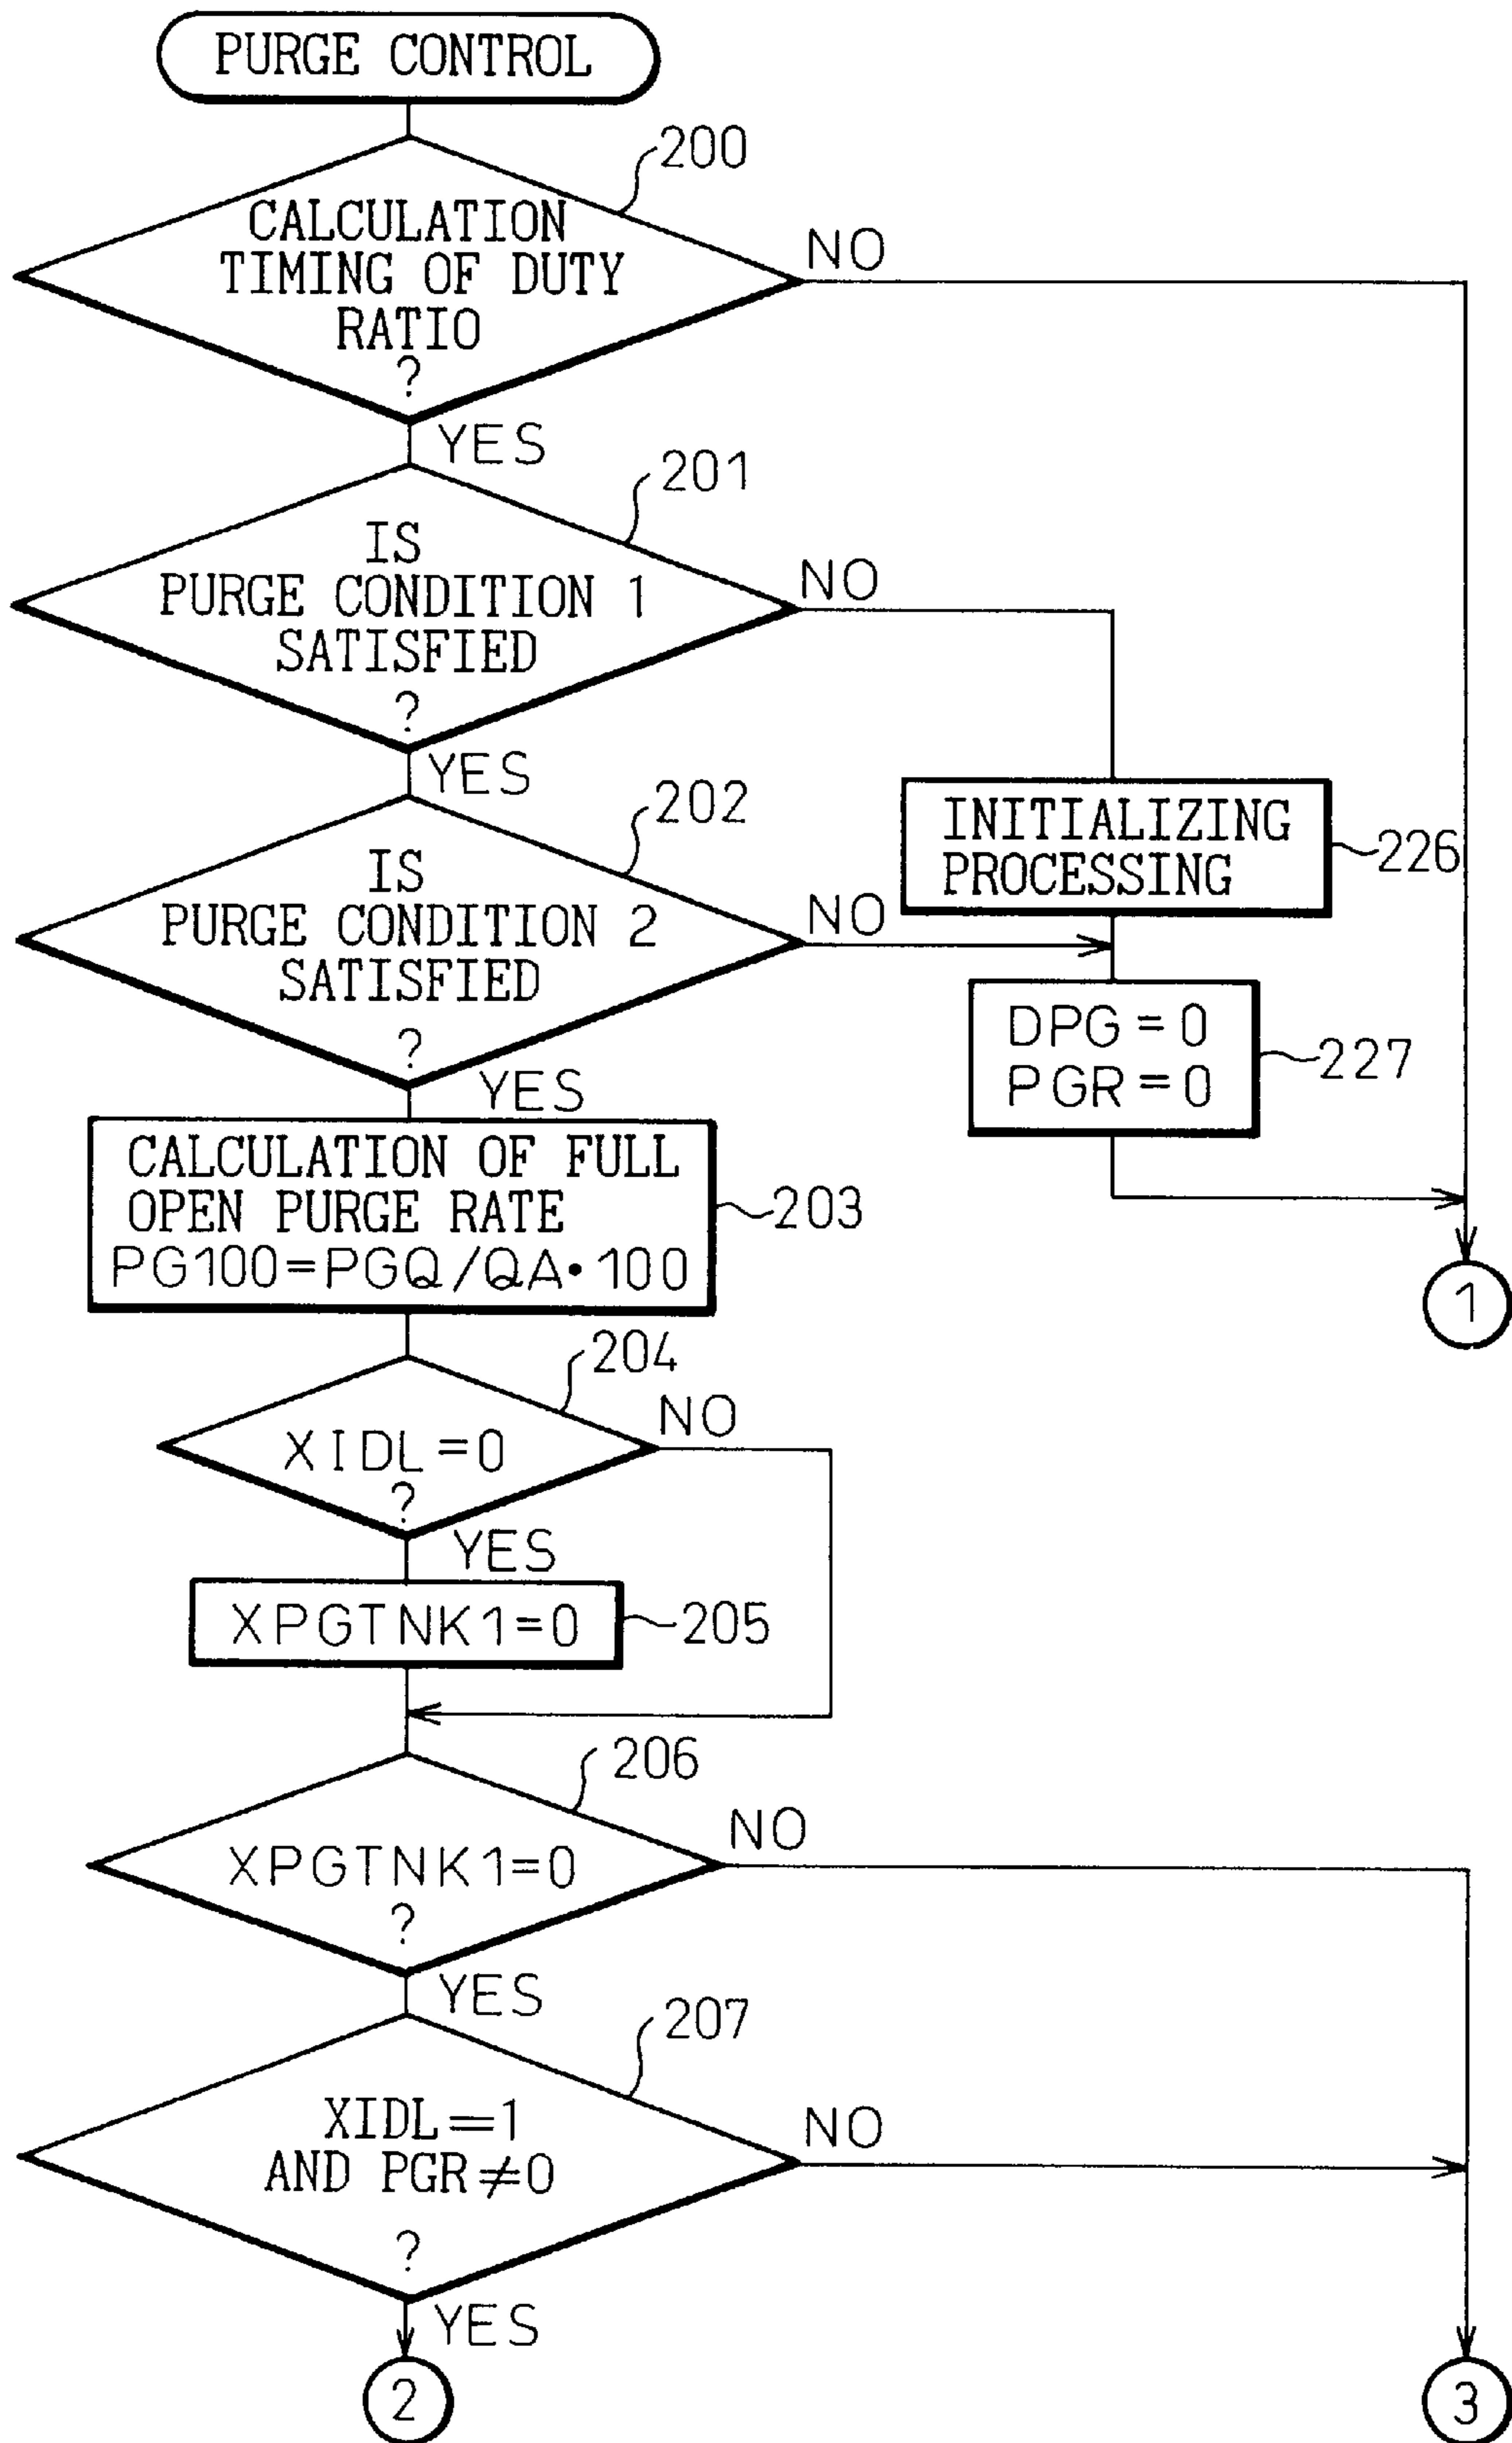 PURGE CONTROL
200
CALCULATION
TIMING OF DUTY
RATIO
?
NO
YES
201
IS
PURGE CONDITION 1
SATISFIED
?
NO
YES
202
IS
PURGE CONDITION 2
SATISFIED
?
NO
YES
INITIALIZING
PROCESSING
226
DPG=0
PGR=0
227
CALCULATION OF FULL
OPEN PURGE RATE
PG100=PGQ/QA•100
203
1
204
XIDL=0
?
NO
YES
XPGTNK1=0
205
206
XPGTNK1=0
?
NO
YES
207
XIDL=1
AND PGR≠0
?
NO
YES
2
3